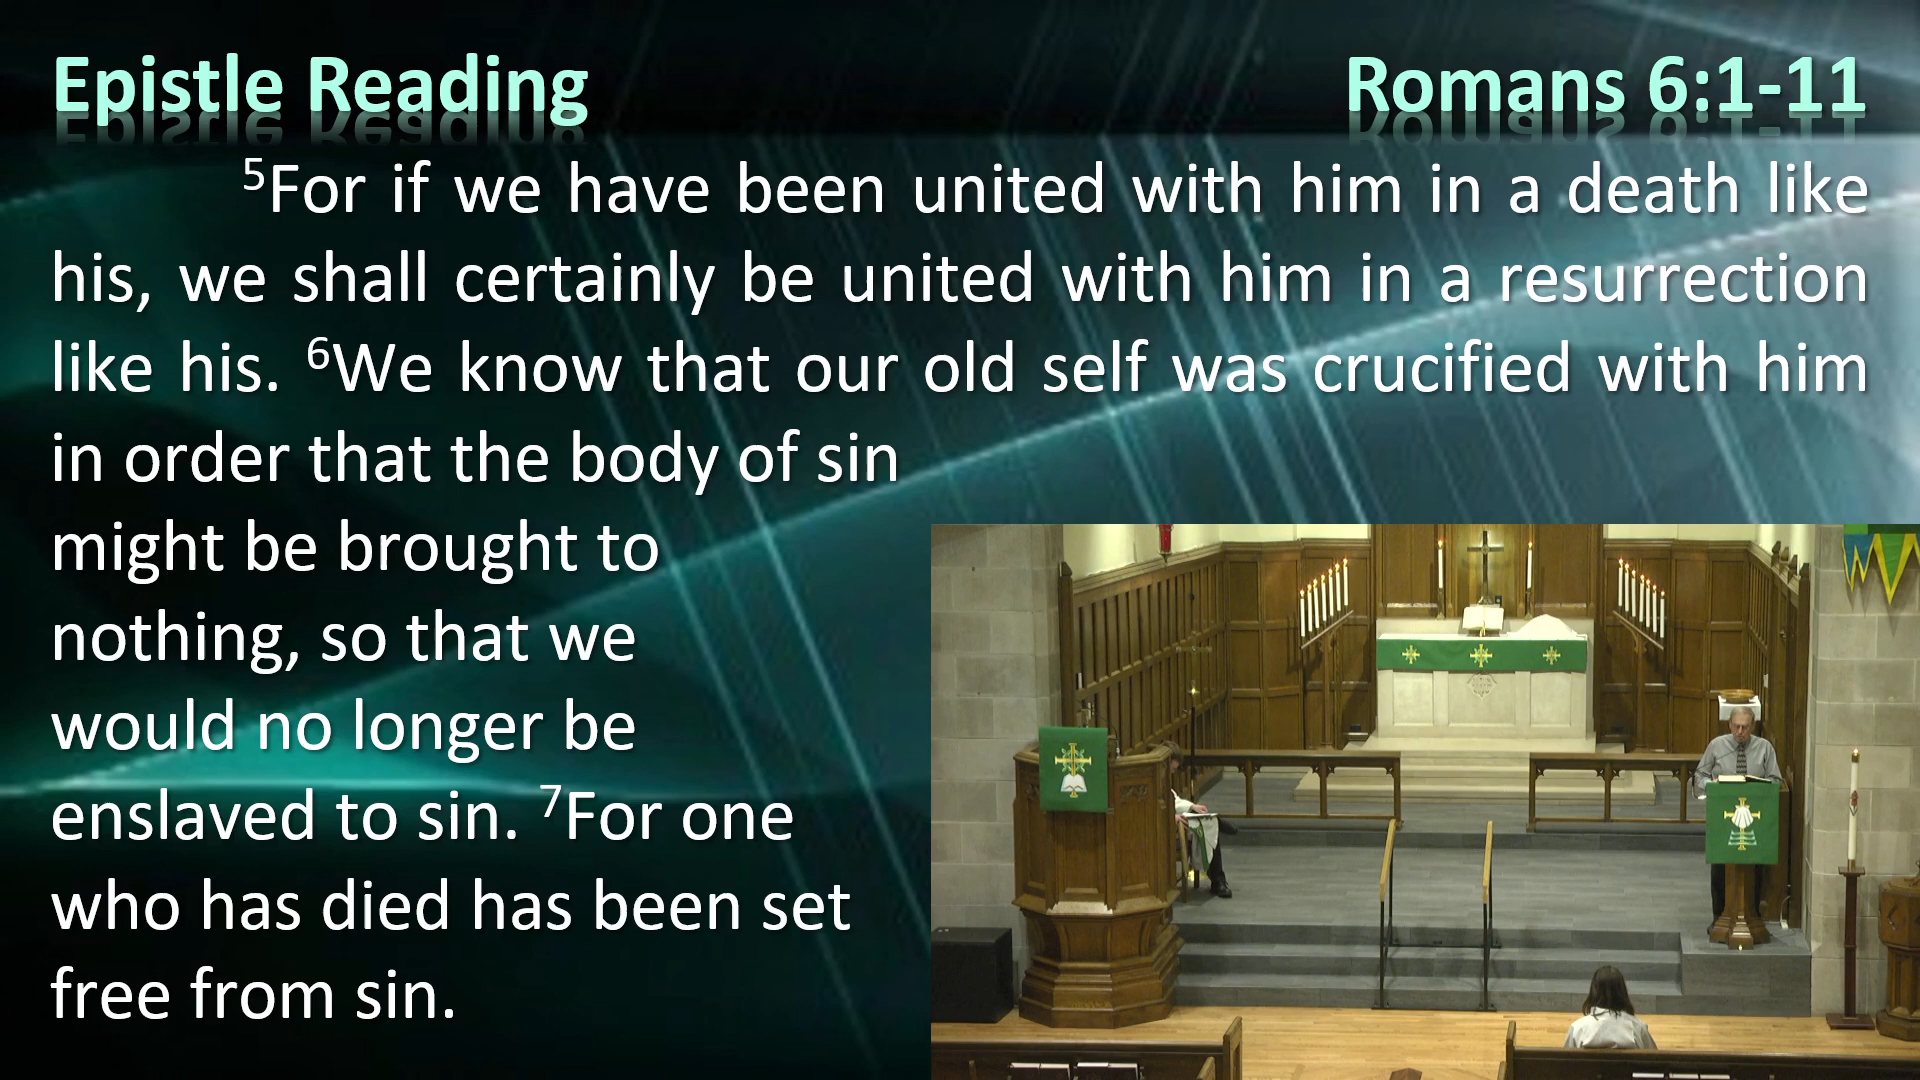 Epistle Reading Romans 6:1-11
⁵For if we have been united with him in a death like
his, we shall certainly be united with him in a resurrection
like his. ⁶We know that our old self was crucified with him
in order that the body of sin
might be brought to
nothing, so that we
would no longer be
enslaved to sin. ⁷For one
who has died has been set
free from sin.